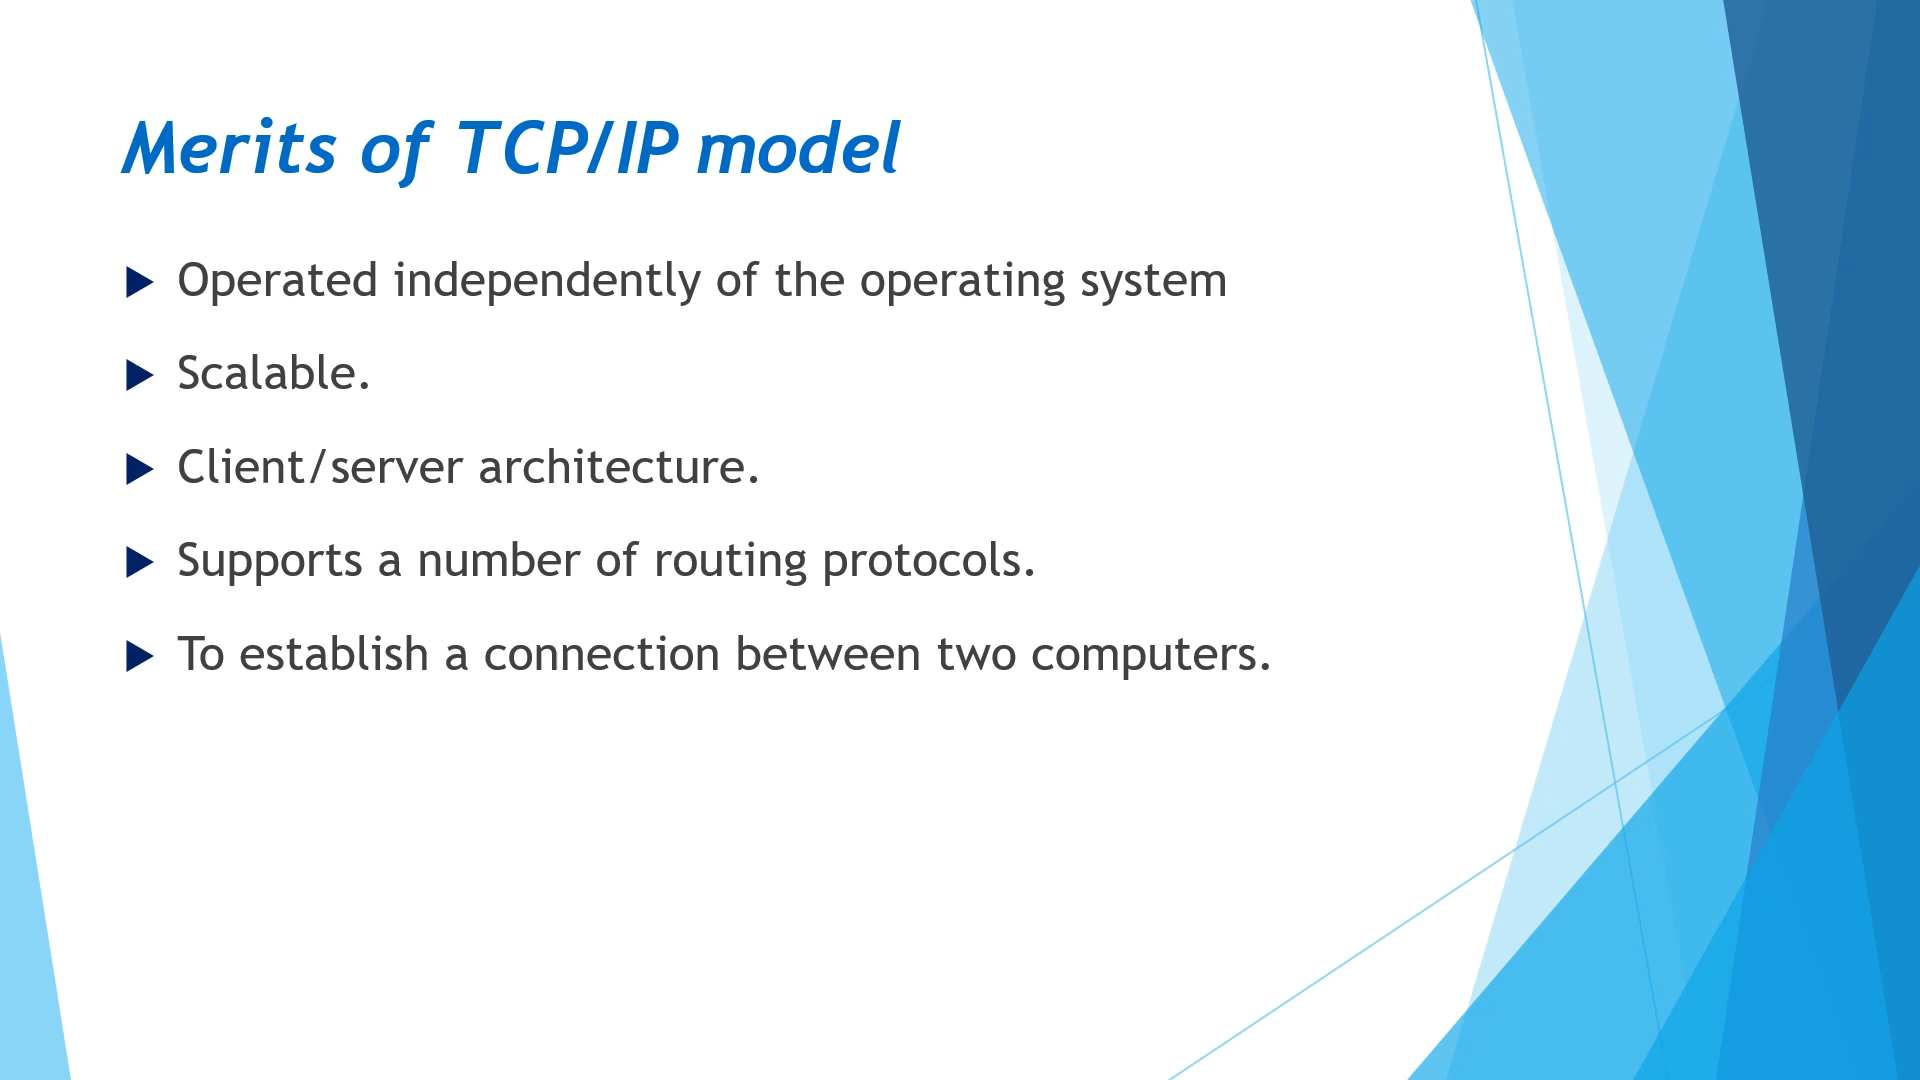 Merits of TCP/IP model
Operated independently of the operating system
Scalable.
Client/server architecture.
Supports a number of routing protocols.
To establish a connection between two computers.